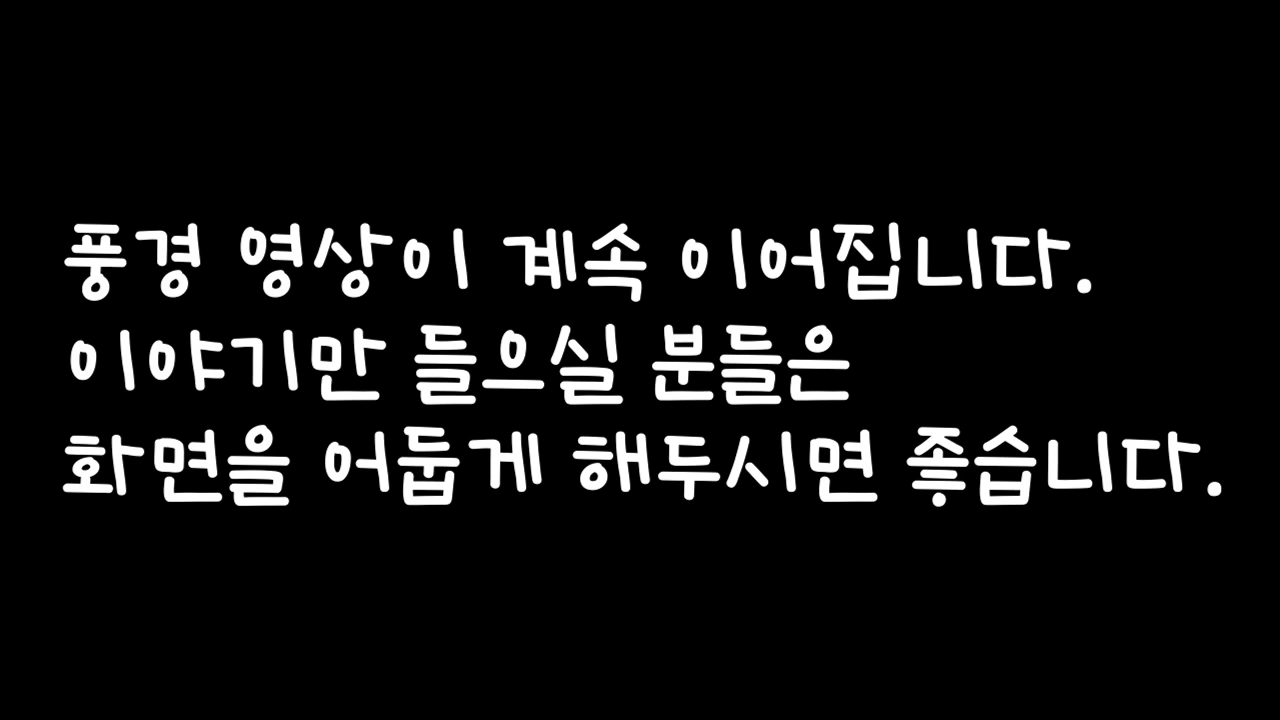 풍경 영상이 계속 이어집니다.
이야기만 들으실 분들은
화면을 어둡게 해두시면 좋습니다.